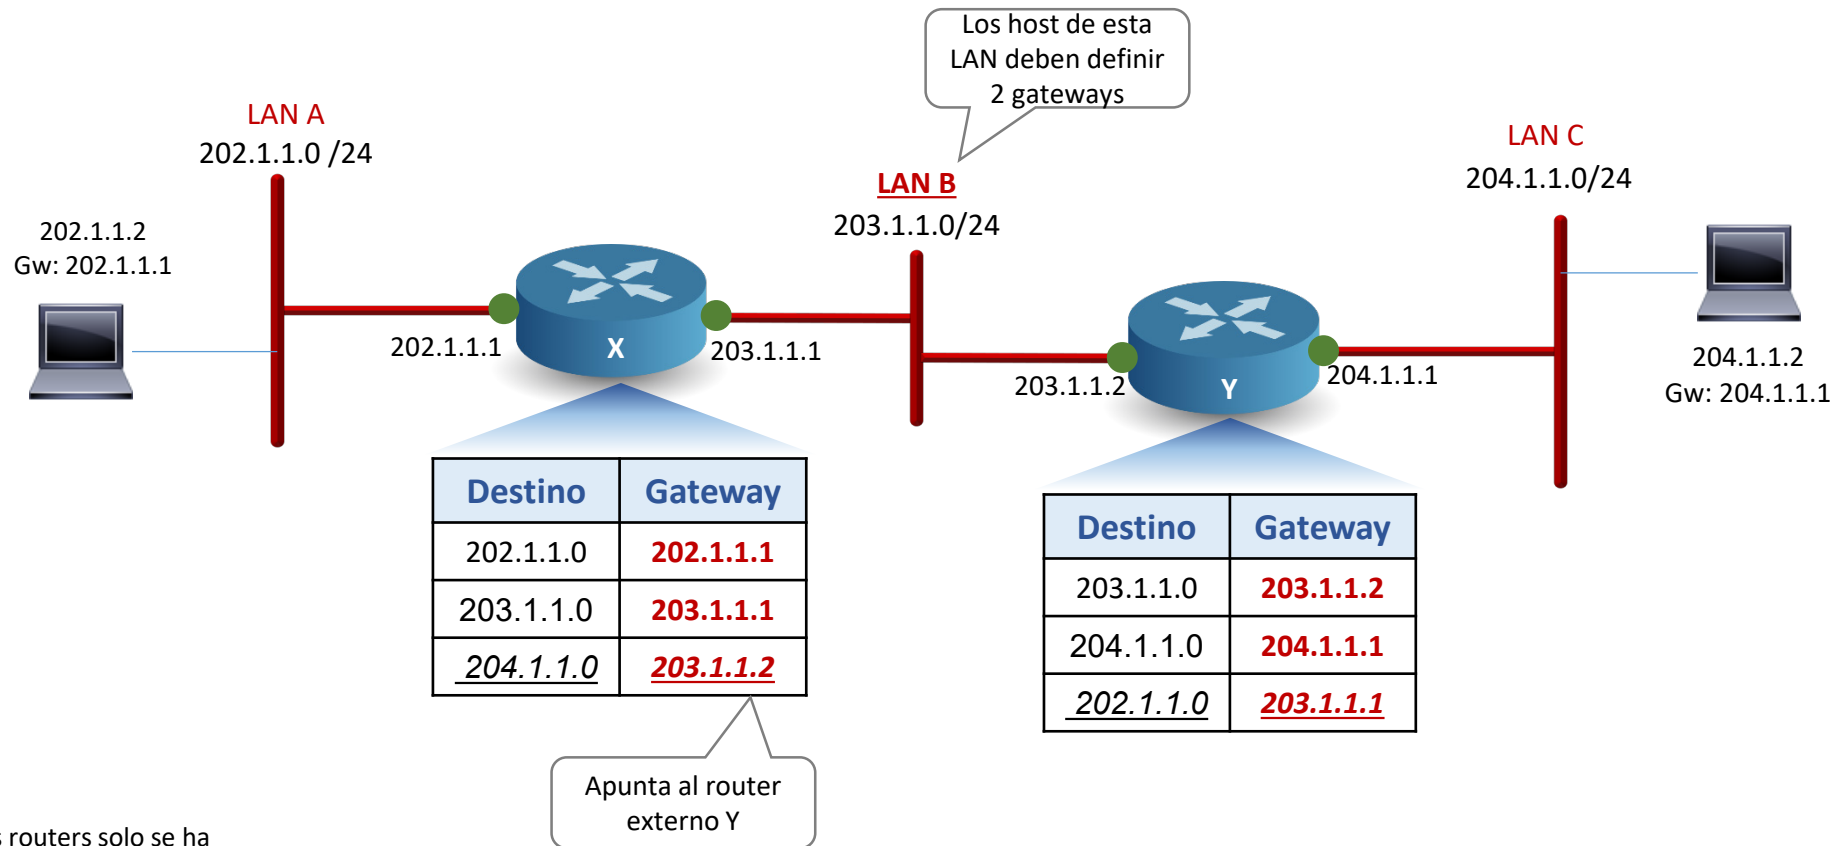 Los host de esta
LAN deben definir
2 gateways
LAN A
202.1.1.0 /24
LAN B
203.1.1.0/24
LAN C
204.1.1.0/24
202.1.1.2
Gw: 202.1.1.1
202.1.1.1
X
203.1.1.1
203.1.1.2
Y
204.1.1.1
204.1.1.2
Gw: 204.1.1.1
Destino Gateway
202.1.1.0 202.1.1.1
203.1.1.0 203.1.1.1
204.1.1.0 203.1.1.2
Destino Gateway
203.1.1.0 203.1.1.2
204.1.1.0 204.1.1.1
202.1.1.0 203.1.1.1
Apunta al router
externo Y
routers solo se ha